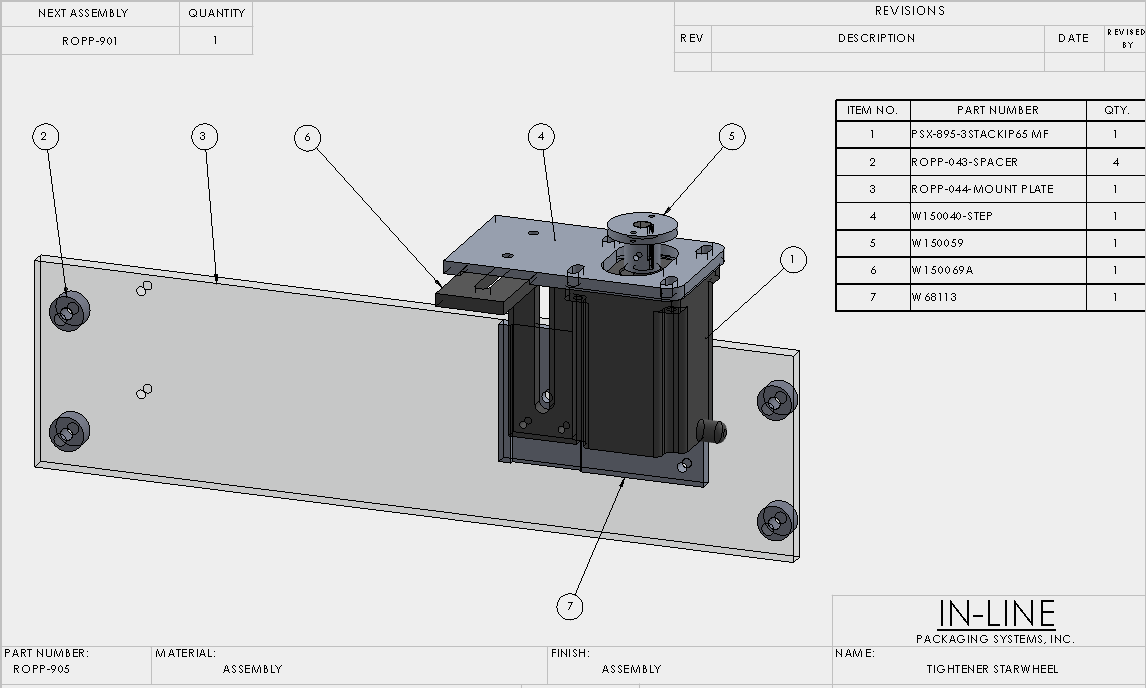 NEXT ASSEMBLY QUANTITY
ROPP-901 1
REVISIONS
REV DESCRIPTION DATE REVISED
BY
ITEM NO. PART NUMBER QTY.
1 PSX-895-3STACKIP65 MF 1
2 ROPP-043-SPACER 4
3 ROPP-044-MOUNT PLATE 1
4 W150040-STEP 1
5 W150059 1
6 W150069A 1
7 W68113 1
2 3 6 4 5
1
7
IN-LINE
PACKAGING SYSTEMS, INC.
PART NUMBER: MATERIAL: FINISH: NAME:
ROPP-905 ASSEMBLY ASSEMBLY TIGHTENER STARWHEEL